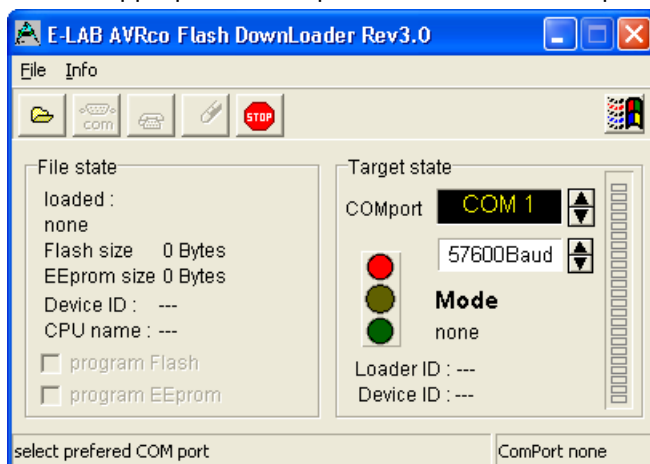 E-LAB AVRco Flash DownLoader Rev3.0
File Info
com
STOP
File state
loaded :
none
Flash size 0 Bytes
EEprom size 0 Bytes
Device ID : ---
CPU name : ---
program Flash
program EEprom
Target state
COMport COM 1
57600Baud
Mode
none
Loader ID : ---
Device ID : ---
select prefered COM port
ComPort none